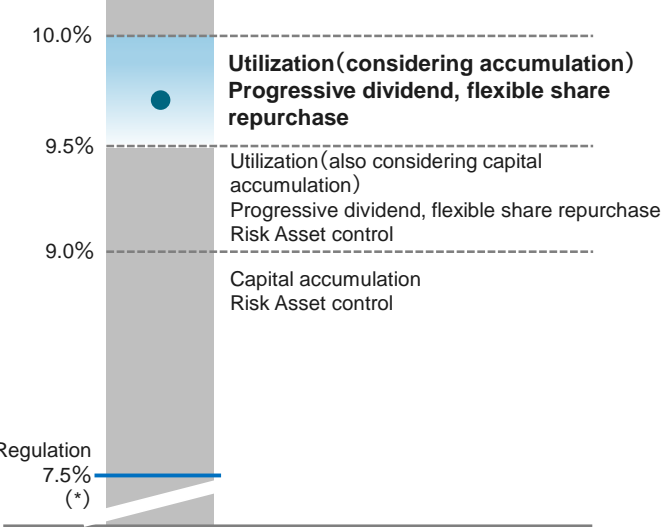 10.0%
Utilization（considering accumulation）
Progressive dividend, flexible share
repurchase
9.5%
Utilization（also considering capital
accumulation）
Progressive dividend, flexible share repurchase
Risk Asset control
9.0%
Capital accumulation
Risk Asset control
Regulation
7.5%
(*)